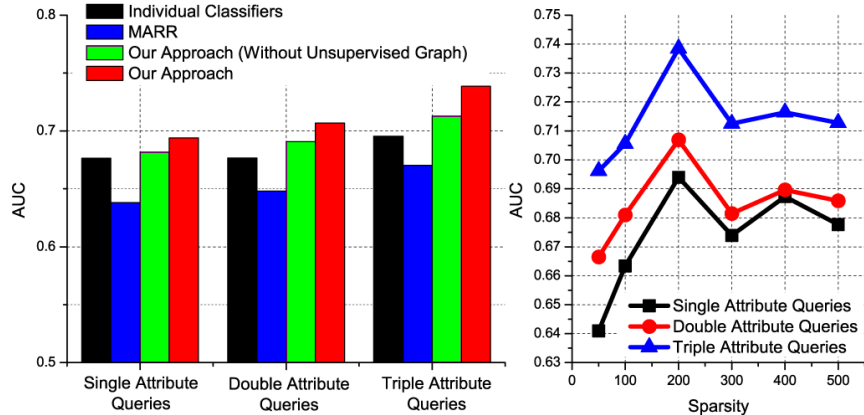 Individual Classifiers
MARR
Our Approach (Without Unsupervised Graph)
Our Approach
0.8
0.7
0.6
0.5
AUC
Single Attribute Queries
Double Attribute Queries
Triple Attribute Queries
0.75
0.74
0.73
0.72
0.71
0.70
0.69
0.68
0.67
0.66
0.65
0.64
0.63
AUC
Single Attribute Queries
Double Attribute Queries
Triple Attribute Queries
0 100 200 300 400 500
Sparsity